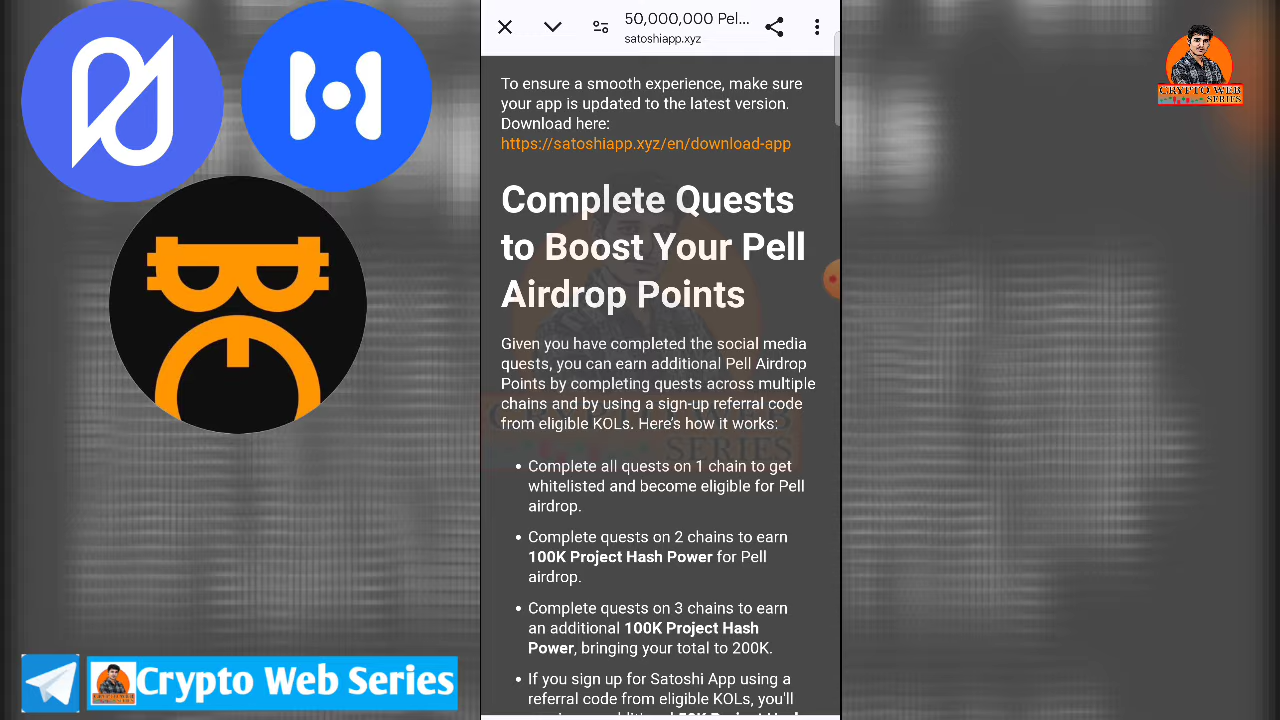 50,000,000 Pel...
satoshiapp.xyz
CRYPTO WEB
SERIES
To ensure a smooth experience, make sure
your app is updated to the latest version.
Download here:
https://satoshiapp.xyz/en/download-app
Complete Quests
to Boost Your Pell
Airdrop Points
Given you have completed the social media
quests, you can earn additional Pell Airdrop
Points by completing quests across multiple
chains and by using a sign-up referral code
from eligible KOLs. Here's how it works:
• Complete all quests on 1 chain to get
whitelisted and become eligible for Pell
airdrop.
• Complete quests on 2 chains to earn
100K Project Hash Power for Pell
airdrop.
• Complete quests on 3 chains to earn
an additional 100K Project Hash
Power, bringing your total to 200K.
• If you sign up for Satoshi App using a
referral code from eligible KOLs, you'll
Crypto Web Series